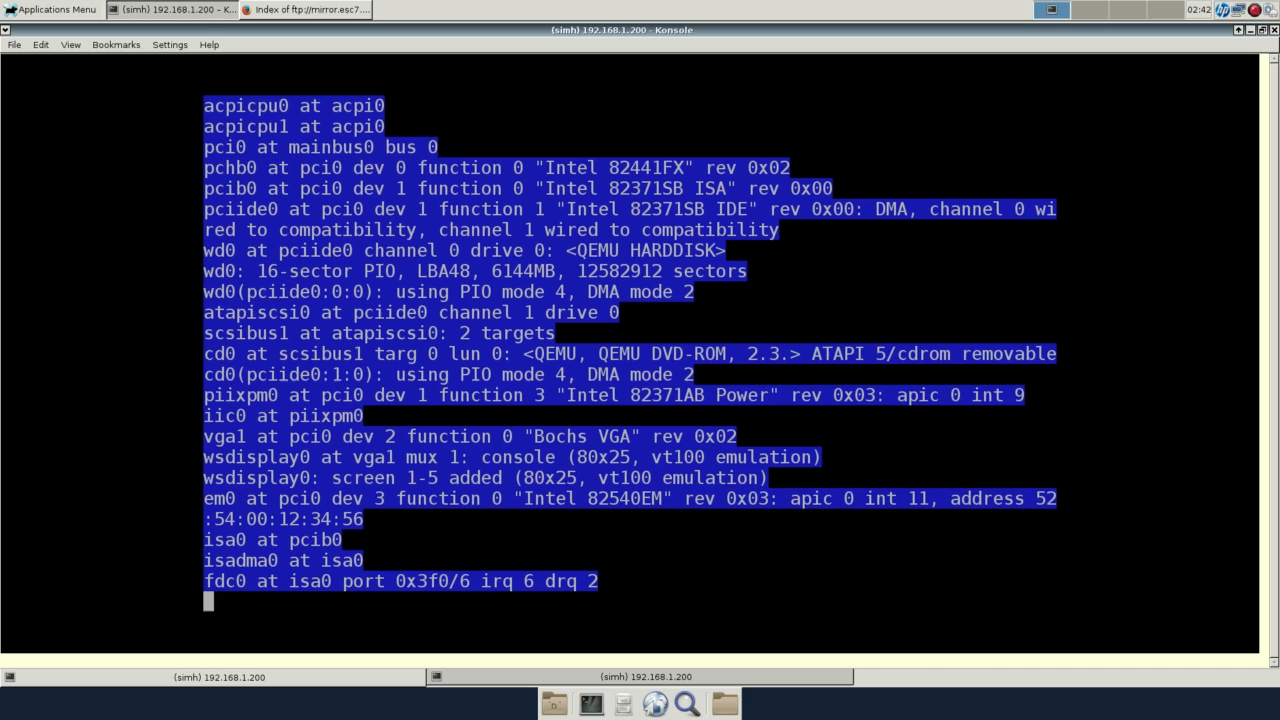 Applications Menu
(simh) 192.168.1.200 - K...
Index of ftp://mirror.esc7....
02:42
(simh) 192.168.1.200 - Konsole
File Edit View Bookmarks Settings Help
acpicpu0 at acpi0
acpicpu1 at acpi0
pci0 at mainbus0 bus 0
pchb0 at pci0 dev 0 function 0 "Intel 82441FX" rev 0x02
pcib0 at pci0 dev 1 function 0 "Intel 82371SB ISA" rev 0x00
pciide0 at pci0 dev 1 function 1 "Intel 82371SB IDE" rev 0x00: DMA, channel 0 wi
red to compatibility, channel 1 wired to compatibility
wd0 at pciide0 channel 0 drive 0: <QEMU HARDDISK>
wd0: 16-sector PIO, LBA48, 6144MB, 12582912 sectors
wd0(pciide0:0:0): using PIO mode 4, DMA mode 2
atapiscsi0 at pciide0 channel 1 drive 0
scsibus1 at atapiscsi0: 2 targets
cd0 at scsibus1 targ 0 lun 0: <QEMU, QEMU DVD-ROM, 2.3.> ATAPI 5/cdrom removable
cd0(pciide0:1:0): using PIO mode 4, DMA mode 2
piixpm0 at pci0 dev 1 function 3 "Intel 82371AB Power" rev 0x03: apic 0 int 9
iic0 at piixpm0
vga1 at pci0 dev 2 function 0 "Bochs VGA" rev 0x02
wsdisplay0 at vga1 mux 1: console (80x25, vt100 emulation)
wsdisplay0: screen 1-5 added (80x25, vt100 emulation)
em0 at pci0 dev 3 function 0 "Intel 82540EM" rev 0x03: apic 0 int 11, address 52
:54:00:12:34:56
isa0 at pcib0
isadma0 at isa0
fdc0 at isa0 port 0x3f0/6 irq 6 drq 2
(simh) 192.168.1.200
(simh) 192.168.1.200